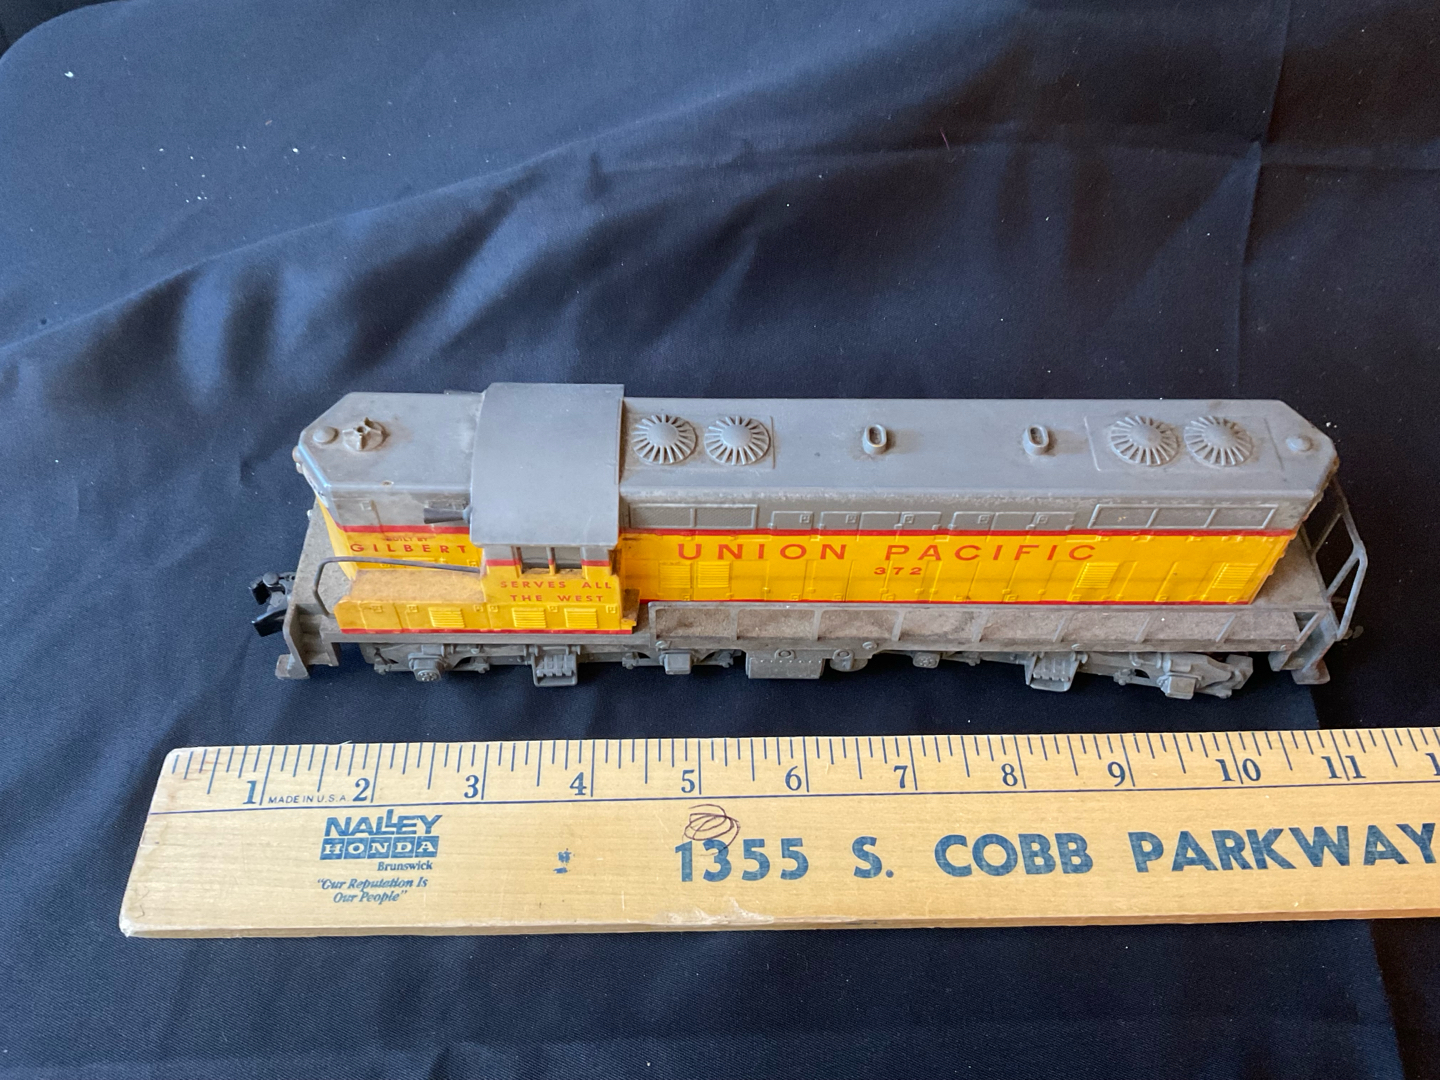 BUILT BY
GILBERT
UNION PACIFIC
372
SERVES ALL
THE WEST
1 2 3 4 5 6 7 8 9 10 11 1
MADE IN U.S.A.
NALLEY
HONDA
Brunswick
"Our Reputation Is
Our People"
1355 S. COBB PARKWAY